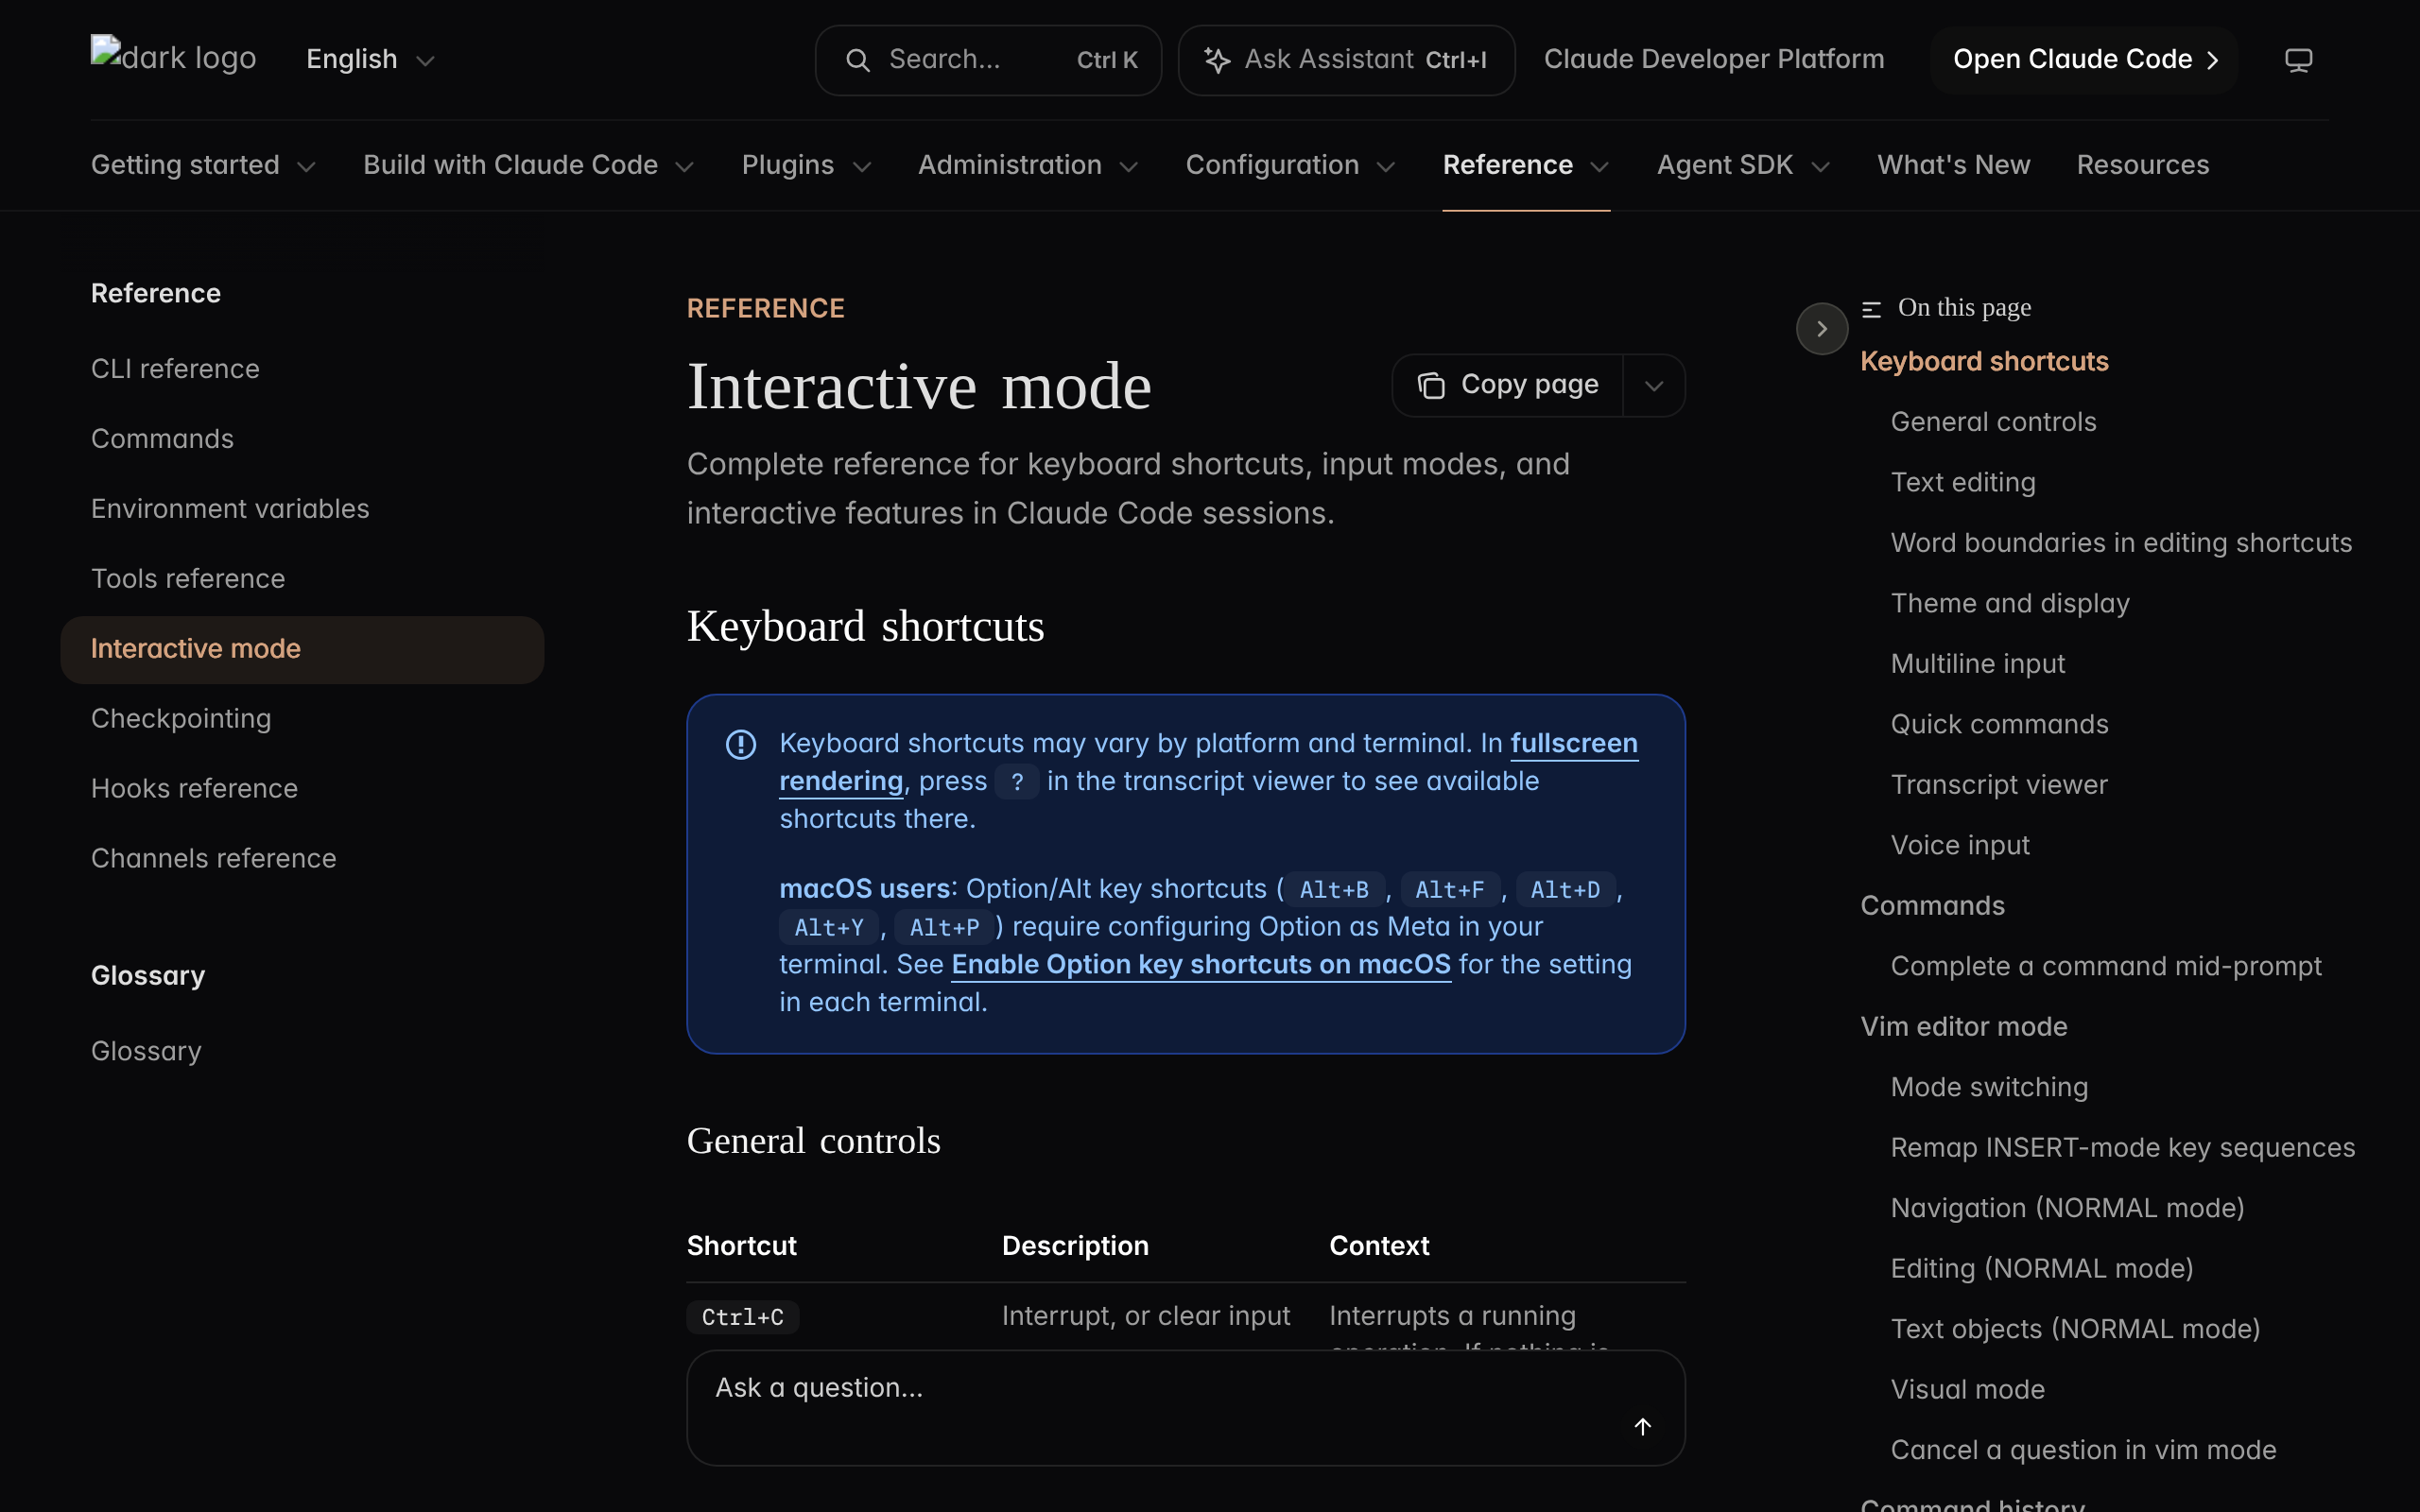 dark logo
English
Search...
Ctrl K
Ask Assistant
Ctrl+I
Claude Developer Platform
Open Claude Code
Getting started
Build with Claude Code
Plugins
Administration
Configuration
Reference
Agent SDK
What's New
Resources
Reference
CLI reference
Commands
Environment variables
Tools reference
Interactive mode
Checkpointing
Hooks reference
Channels reference
Glossary
Glossary
REFERENCE
Interactive mode
Copy page
Complete reference for keyboard shortcuts, input modes, and
interactive features in Claude Code sessions.
Keyboard shortcuts
Keyboard shortcuts may vary by platform and terminal. In fullscreen
rendering, press ? in the transcript viewer to see available
shortcuts there.
macOS users: Option/Alt key shortcuts (Alt+B, Alt+F, Alt+D,
Alt+Y, Alt+P) require configuring Option as Meta in your
terminal. See Enable Option key shortcuts on macOS for the setting
in each terminal.
General controls
Shortcut Description Context
Ctrl+C Interrupt, or clear input Interrupts a running
operation. If nothing is
Ask a question...
On this page
Keyboard shortcuts
General controls
Text editing
Word boundaries in editing shortcuts
Theme and display
Multiline input
Quick commands
Transcript viewer
Voice input
Commands
Complete a command mid-prompt
Vim editor mode
Mode switching
Remap INSERT-mode key sequences
Navigation (NORMAL mode)
Editing (NORMAL mode)
Text objects (NORMAL mode)
Visual mode
Cancel a question in vim mode
Command history